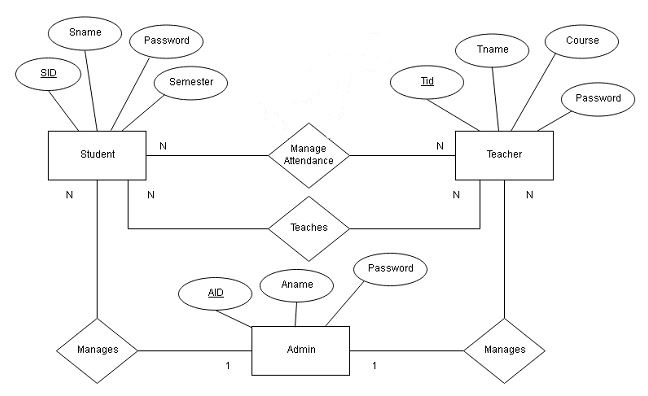 Sname
Password
SID
Semester
Tname
Course
Tid
Password
Student
N
Manage
Attendance
N
Teacher
N
N
Teaches
N
N
AID
Aname
Password
Manages
1
Admin
1
Manages